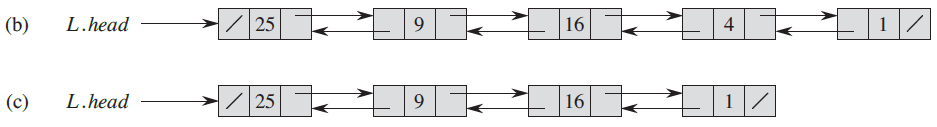 (b) L.head / 25 9 16 4 1 /
(c) L.head / 25 9 16 1 /